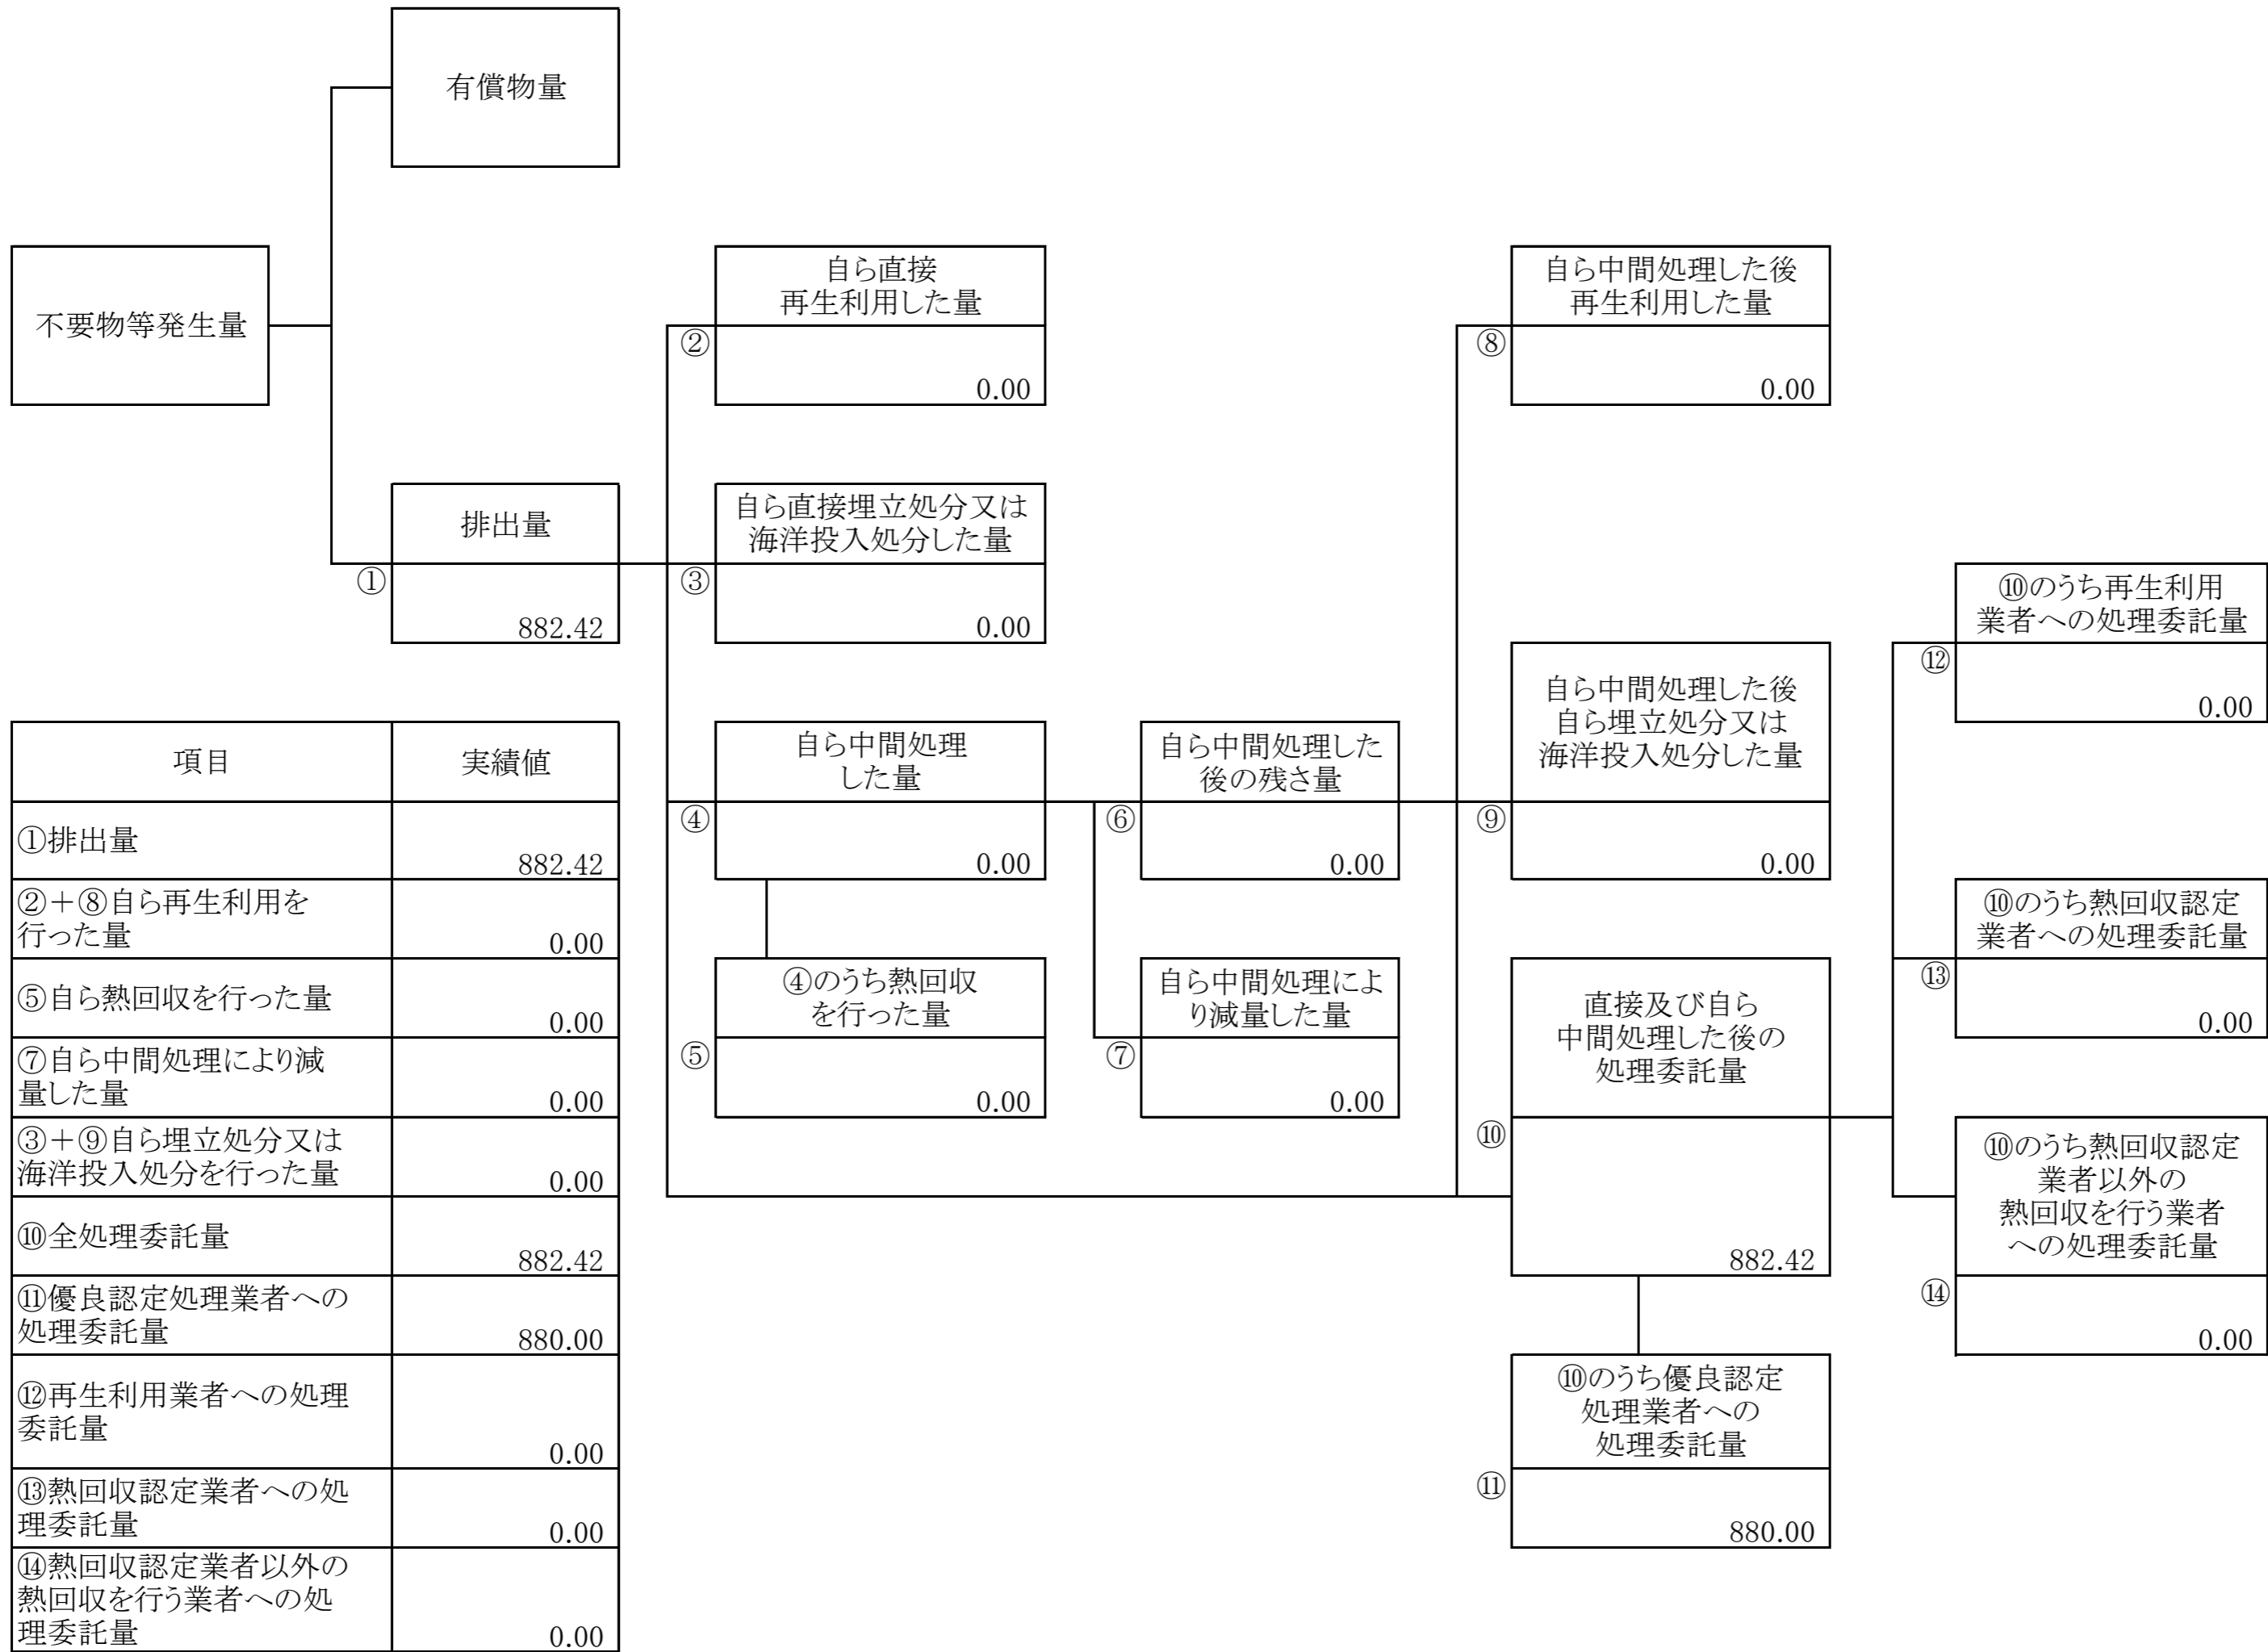 有償物量
不要物等発生量
自ら直接
再生利用した量
②
0.00
自ら中間処理した後
再生利用した量
⑧
0.00
排出量
①
882.42
自ら直接埋立処分又は
海洋投入処分した量
③
0.00
⑩のうち再生利用
業者への処理委託量
⑫
0.00
自ら中間処理
した量
④
0.00
自ら中間処理した
後の残さ量
⑥
0.00
自ら中間処理した後
自ら埋立処分又は
海洋投入処分した量
⑨
0.00
⑩のうち熱回収認定
業者への処理委託量
⑬
0.00
④のうち熱回収
を行った量
⑤
0.00
自ら中間処理によ
り減量した量
⑦
0.00
直接及び自ら
中間処理した後の
処理委託量
⑩
882.42
⑩のうち熱回収認定
業者以外の
熱回収を行う業者
への処理委託量
⑭
0.00
⑩のうち優良認定
処理業者への
処理委託量
⑪
880.00
項目
実績値
①排出量
882.42
②＋⑧自ら再生利用を
行った量
0.00
⑤自ら熱回収を行った量
0.00
⑦自ら中間処理により減
量した量
0.00
③＋⑨自ら埋立処分又は
海洋投入処分を行った量
0.00
⑩全処理委託量
882.42
⑪優良認定処理業者への
処理委託量
880.00
⑫再生利用業者への処理
委託量
0.00
⑬熱回収認定業者への処
理委託量
0.00
⑭熱回収認定業者以外の
熱回収を行う業者への処
理委託量
0.00